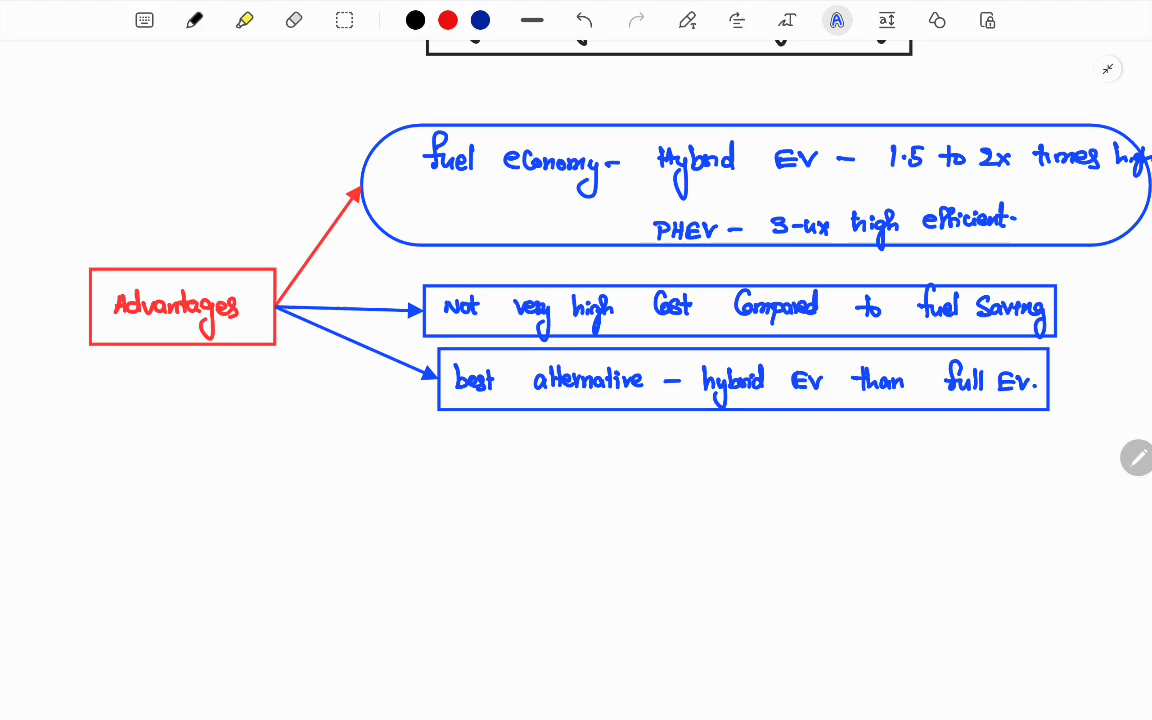 fuel economy - Hybrid EV - 1.5 to 2x times
PHEV - 3-4x high efficient.
Advantages
Not very high Cost Compared to fuel Saving
best alternative - hybrid EV than full EV.